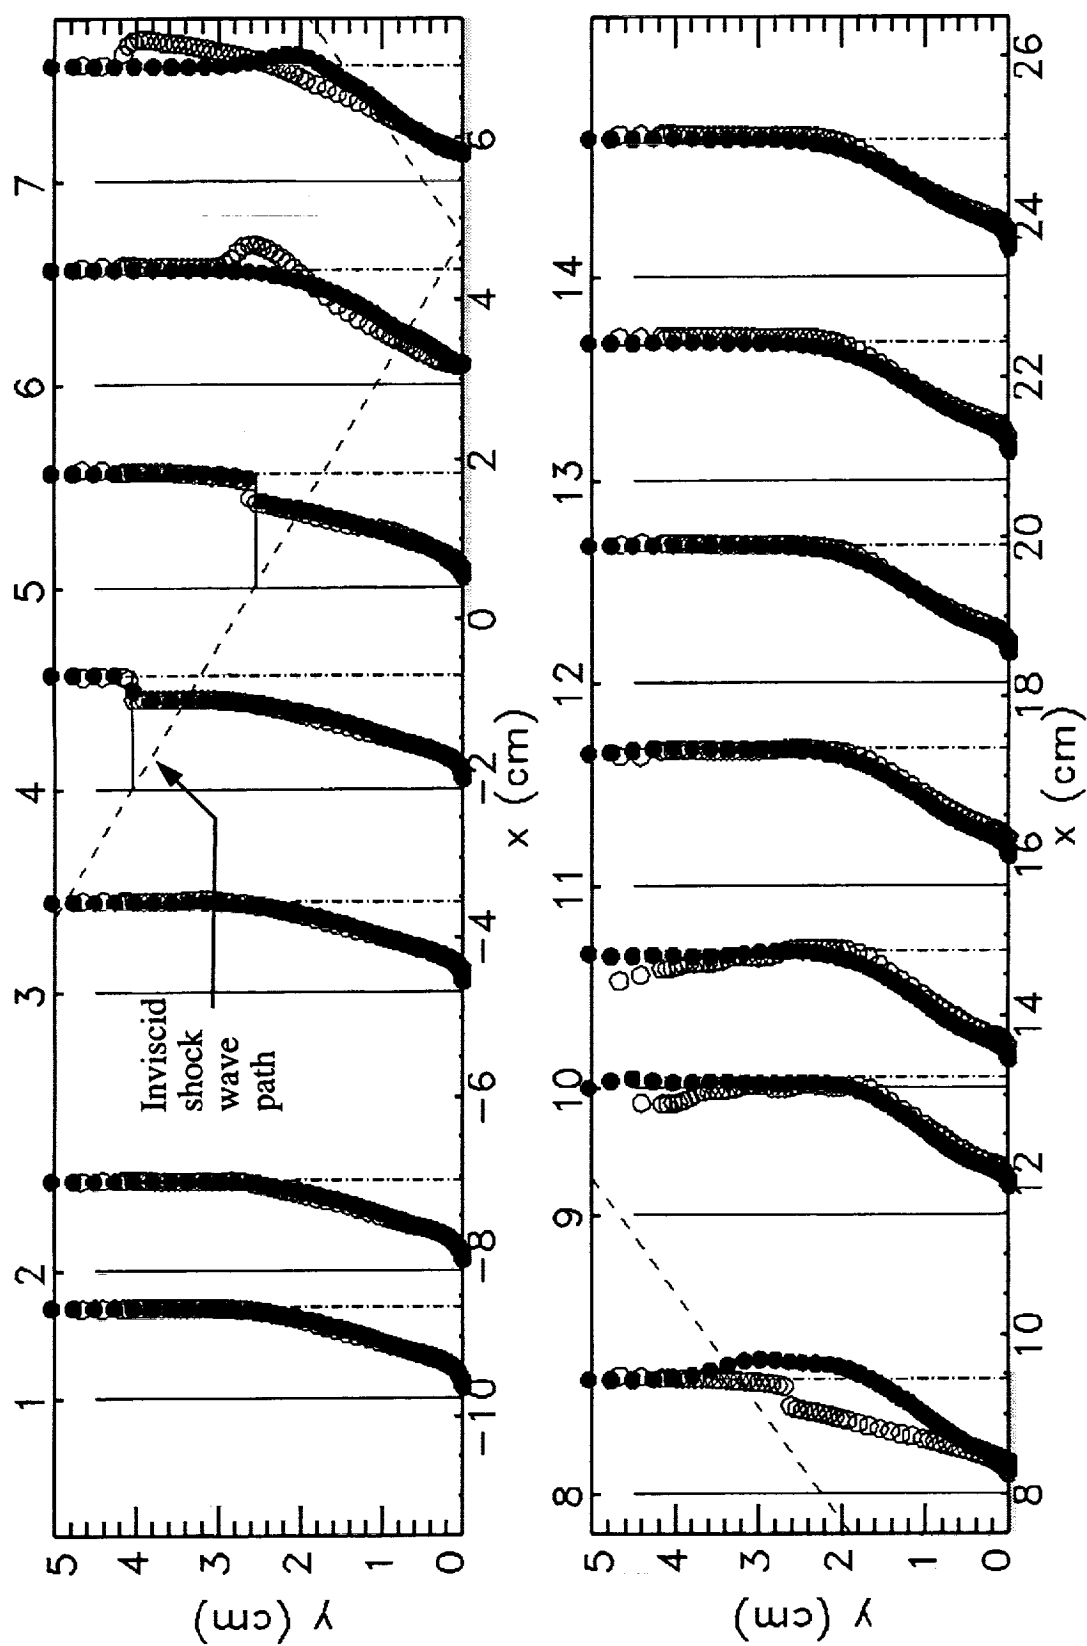 1 2 3 4 5 6 7
5
4
3
2
1
0
y (cm)
Inviscid
shock
wave
path
−10 −8 −6 −4 −2 0 2 4 6
x (cm)
8 9 10 11 12 13 14
5
4
3
2
1
0
y (cm)
8 10 12 14 16 18 20 22 24 26
x (cm)